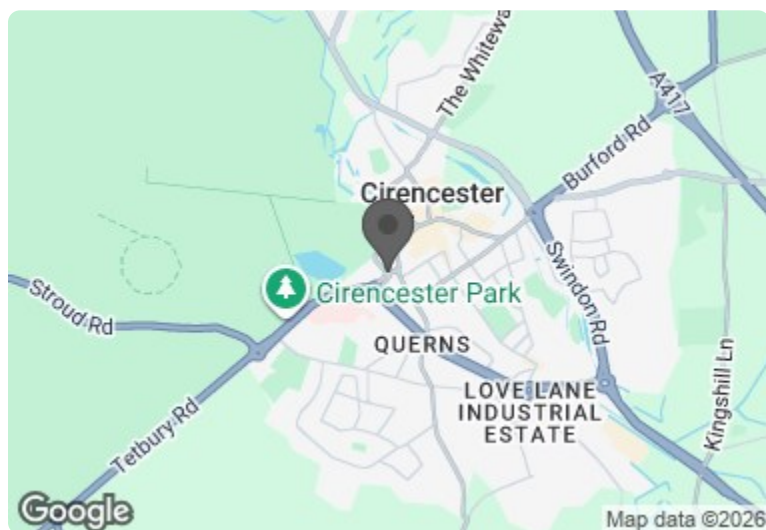 The Whitewa
A417
Burford Rd
Cirencester
Swindon Rd
Stroud Rd
Cirencester Park
QUERNS
Kingshill Ln
LOVE LANE
INDUSTRIAL
ESTATE
Tetbury Rd
Google
Map data ©2026